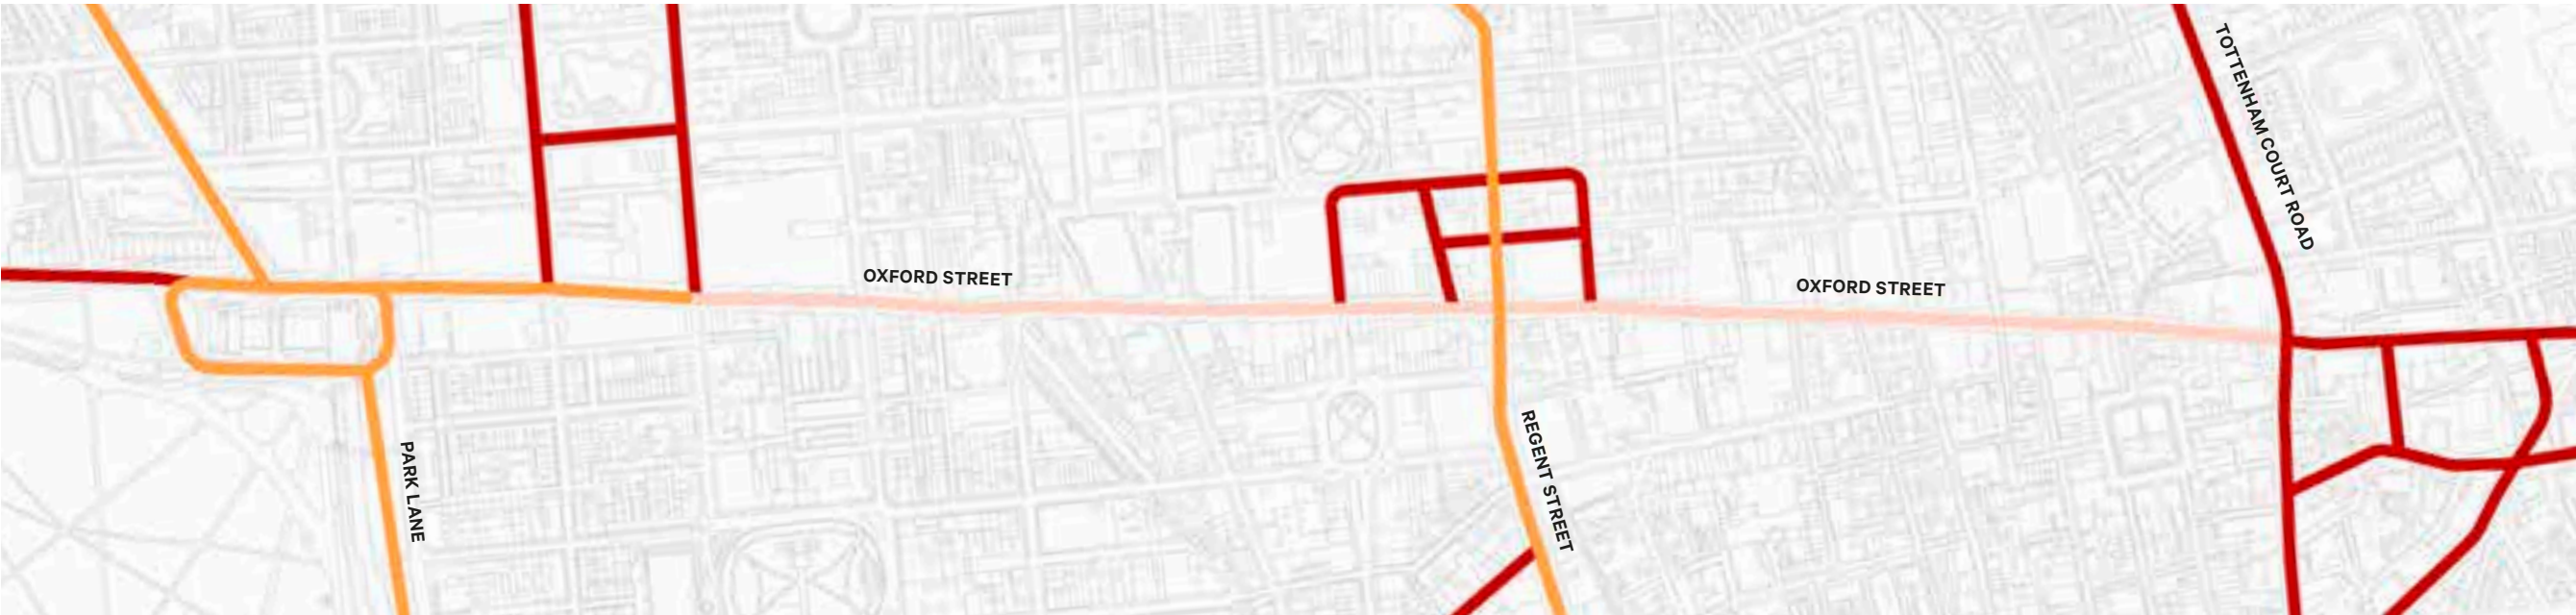 TOTTENHAM COURT ROAD
OXFORD STREET
OXFORD STREET
PARK LANE
REGENT STREET